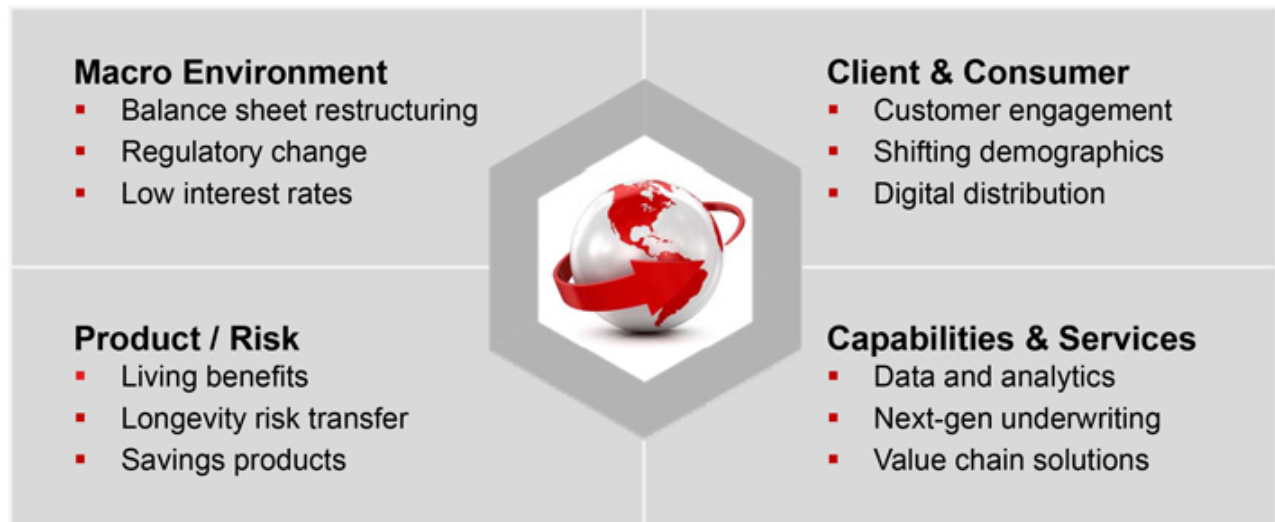 Macro Environment
▪ Balance sheet restructuring
▪ Regulatory change
▪ Low interest rates
Client & Consumer
▪ Customer engagement
▪ Shifting demographics
▪ Digital distribution
Product / Risk
▪ Living benefits
▪ Longevity risk transfer
▪ Savings products
Capabilities & Services
▪ Data and analytics
▪ Next-gen underwriting
▪ Value chain solutions